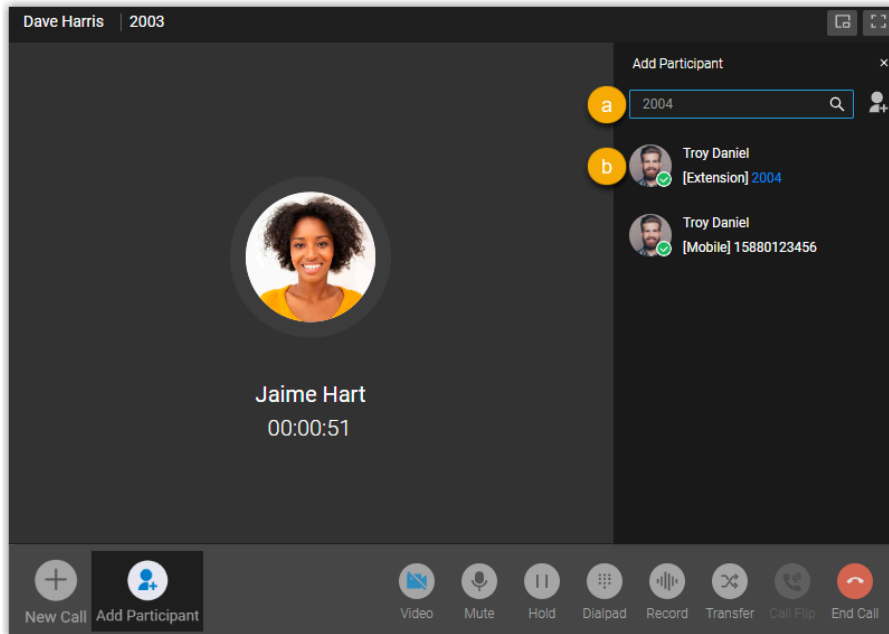 Dave Harris | 2003
Add Participant ×
a 2004
b Troy Daniel
[Extension] 2004
Troy Daniel
[Mobile] 15880123456
Jaime Hart
00:00:51
New Call Add Participant Video Mute Hold Dialpad Record Transfer Call Flip End Call